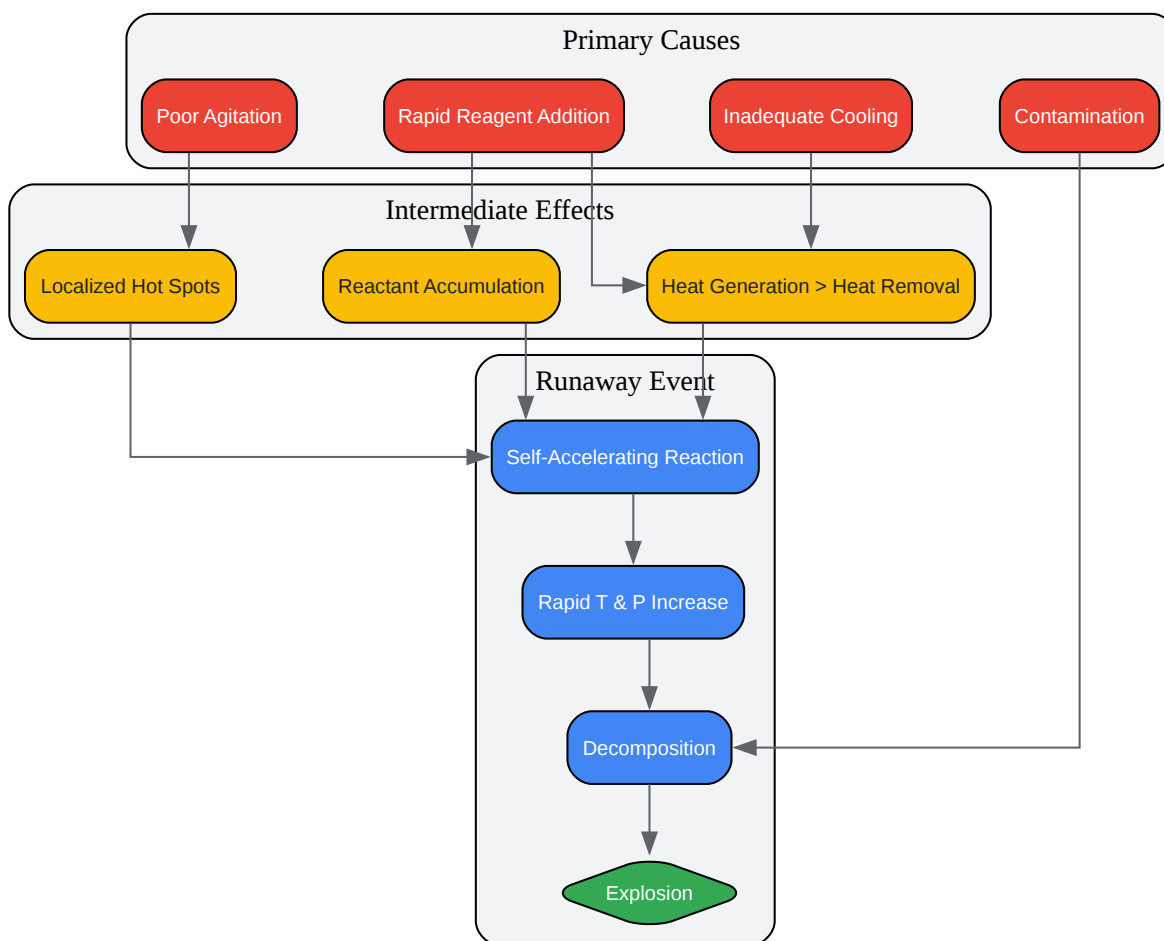 Primary Causes
Poor Agitation
Rapid Reagent Addition
Inadequate Cooling
Contamination
Intermediate Effects
Localized Hot Spots
Reactant Accumulation
Heat Generation > Heat Removal
Runaway Event
Self-Accelerating Reaction
Rapid T & P Increase
Decomposition
Explosion